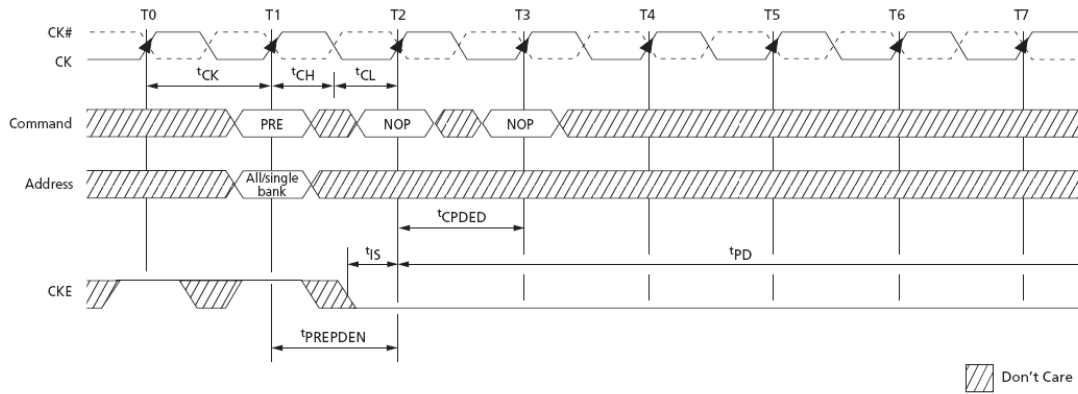 T0 T1 T2 T3 T4 T5 T6 T7
CK#
CK
tCK tCH tCL
Command PRE NOP NOP
Address All/single
bank
tCPDED
tIS tPD
CKE
tPREPDEN
Don't Care